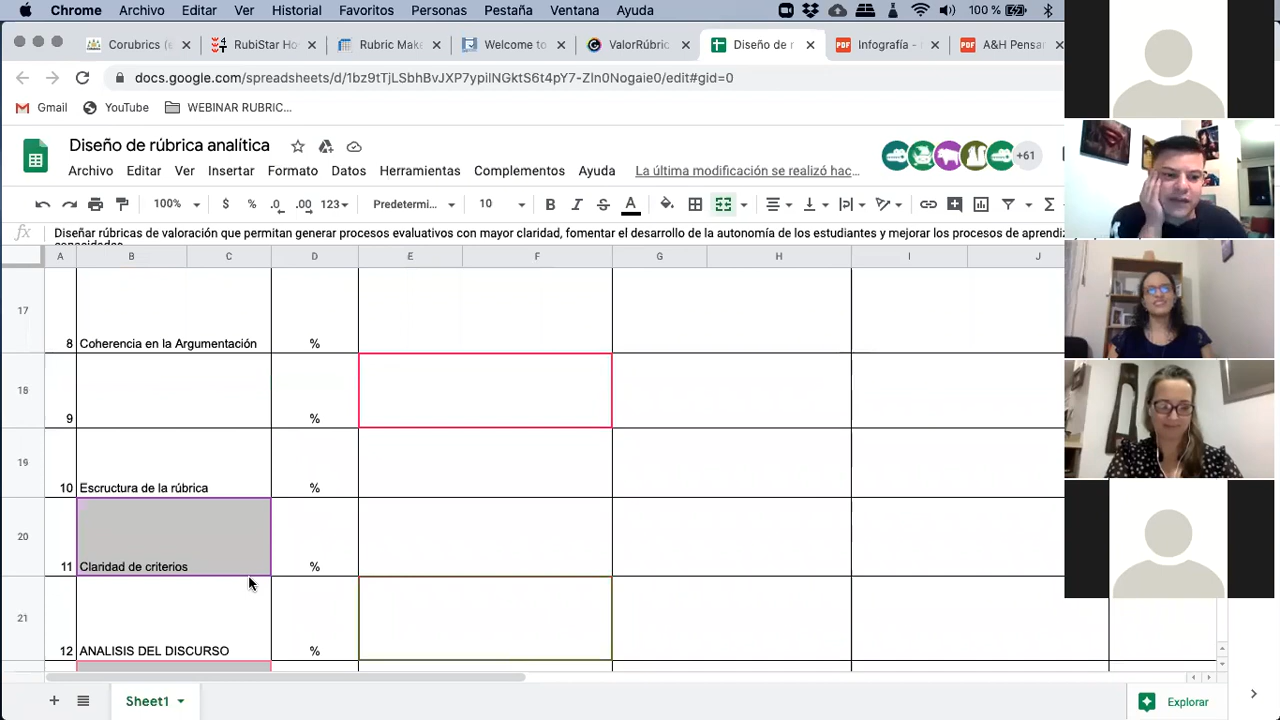 Chrome Archivo Editar Ver Historial Favoritos Personas Pestaña Ventana Ayuda 100 %
Corubrics (e RubiStar Ho Rubric Make Welcome to ValorRúbric Diseño de r Infografía - A&H Pensar
docs.google.com/spreadsheets/d/1bz9tTjLSbhBvJXP7ypilNGktS6t4pY7-ZIn0Nogaie0/edit#gid=0
Gmail YouTube WEBINAR RUBRIC...
Diseño de rúbrica analítica
Archivo Editar Ver Insertar Formato Datos Herramientas Complementos Ayuda La última modificación se realizó hac...
+61
100% $ % .0 .00 123 Predetermi... 10 B I S A Σ
fx Diseñar rúbricas de valoración que permitan generar procesos evaluativos con mayor claridad, fomentar el desarrollo de la autonomía de los estudiantes y mejorar los procesos de aprendiz
capacidades
A B C D E F G H I J
17 8 Coherencia en la Argumentación %
18 9 %
19 10 Escructura de la rúbrica %
20 11 Claridad de criterios %
21 12 ANALISIS DEL DISCURSO %
Sheet1 Explorar